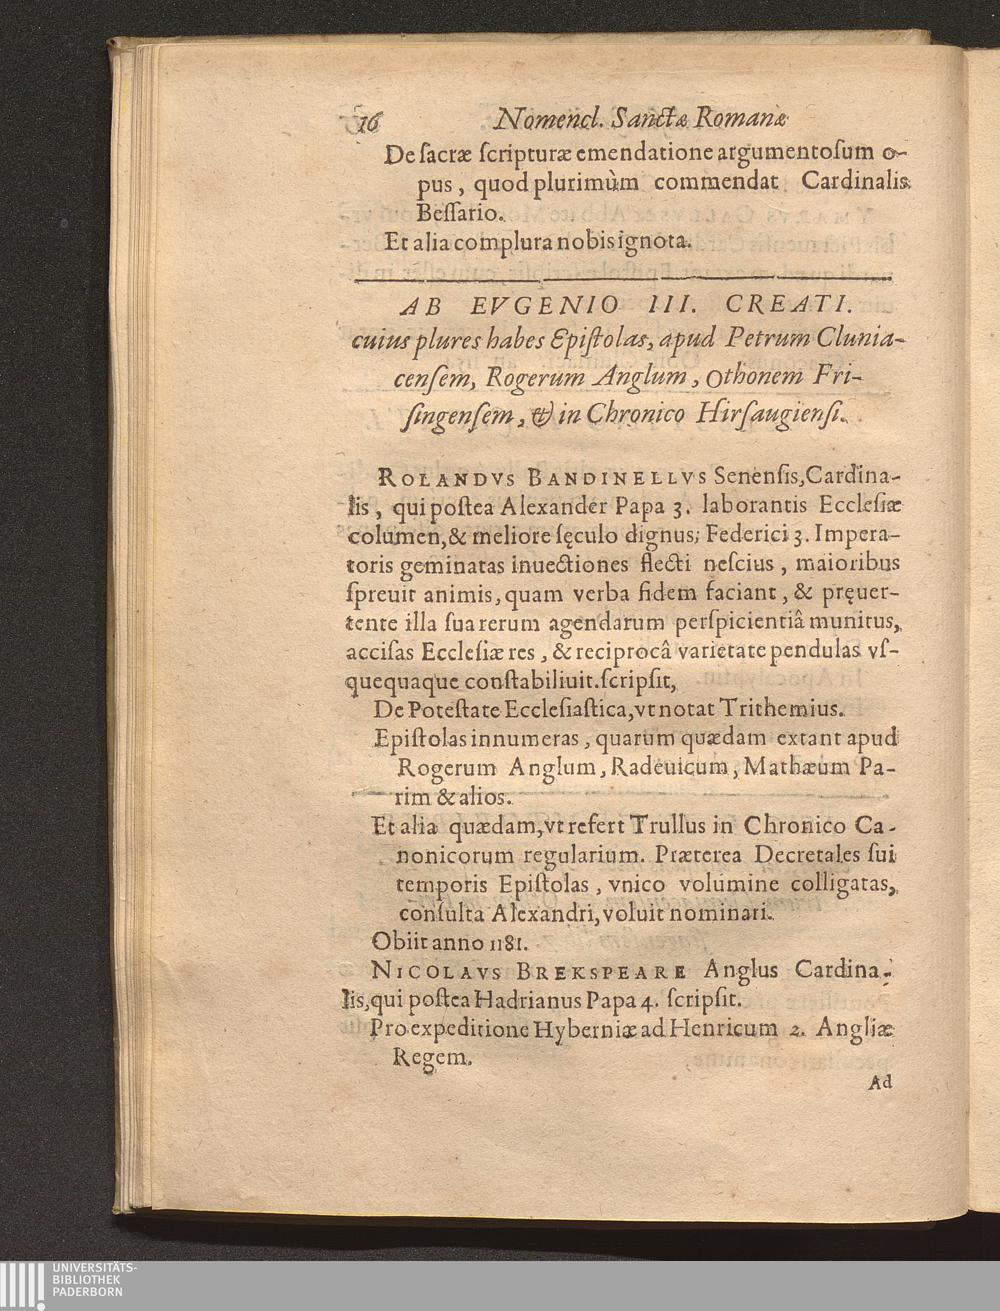 16 Nomencl. Sanctæ Romanæ
De ſacræ ſcripturæ emendatione argumentoſum o-
pus, quod plurimùm commendat Cardinalis
Beſſario.
Et alia complura nobis ignota.
AB EVGENIO III. CREATI.
cuius plures habes Epiſtolas, apud Petrum Clunia-
cenſem, Rogerum Anglum, Othonem Fri-
ſingenſem, & in Chronico Hirſaugienſi.
ROLANDVS BANDINELLVS Senenſis, Cardina-
lis, qui poſtea Alexander Papa 3. laborantis Eccleſiæ
columen, & meliore ſęculo dignus; Federici 3. Impera-
toris geminatas inuectiones flecti neſcius, maioribus
ſpreuit animis, quam verba fidem faciant, & pręuer-
tente illa ſua rerum agendarum perſpicientiâ munitus,
acciſas Eccleſiæ res, & reciprocâ varietate pendulas vſ-
quequaque conſtabiliuit. ſcripſit,
De Poteſtate Eccleſiaſtica, vt notat Trithemius.
Epiſtolas innumeras, quarum quædam extant apud
Rogerum Anglum, Radeuicum, Mathæum Pa-
rim & alios.
Et alia quædam, vt refert Trullus in Chronico Ca-
nonicorum regularium. Præterea Decretales ſui
temporis Epiſtolas, vnico volumine colligatas,
conſulta Alexandri, voluit nominari.
Obiit anno 1181.
NICOLAVS BREKSPEARE Anglus Cardina-
lis, qui poſtea Hadrianus Papa 4. ſcripſit.
Pro expeditione Hyberniæ ad Henricum 2. Angliæ
Regem.
Ad
UNIVERSITÄTS-
BIBLIOTHEK
PADERBORN